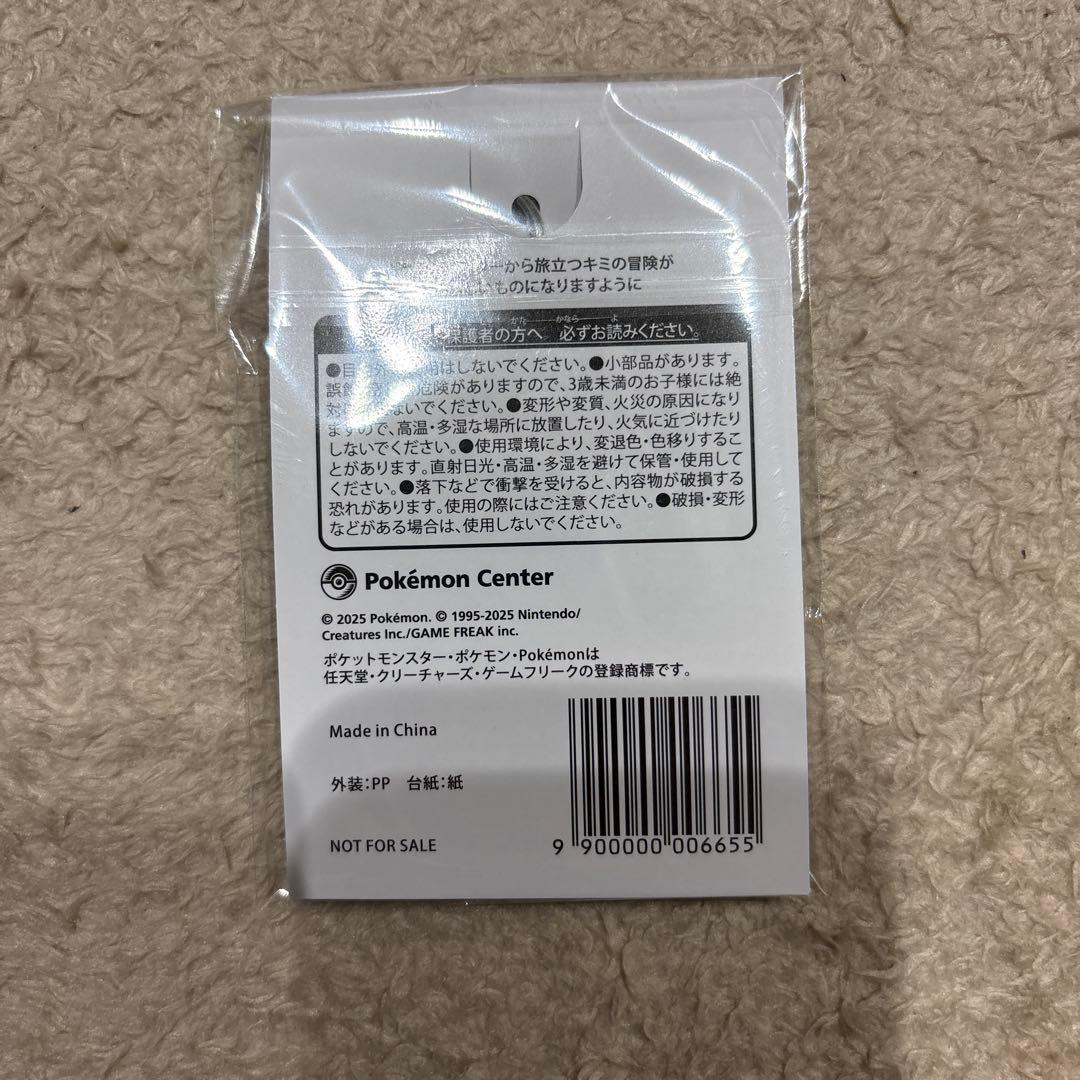 ーから旅立つキミの冒険が
いものになりますように
保護者の方へ 必ずお読みください。
はしないでください。●小部品があります。
危険がありますので、3歳未満のお子様には絶
ないでください。●変形や変質、火災の原因になり
ますので、高温・多湿な場所に放置したり、火気に近づけたり
しないでください。●使用環境により、変退色・色移りするこ
とがあります。直射日光・高温・多湿を避けて保管・使用して
ください。●落下などで衝撃を受けると、内容物が破損する
恐れがあります。使用の際にはご注意ください。●破損・変形
などがある場合は、使用しないでください。
Pokémon Center
© 2025 Pokémon. © 1995-2025 Nintendo/
Creatures Inc./GAME FREAK inc.
ポケットモンスター・ポケモン・Pokémonは
任天堂・クリーチャーズ・ゲームフリークの登録商標です。
Made in China
外装:PP 台紙:紙
NOT FOR SALE
9 900000 006655